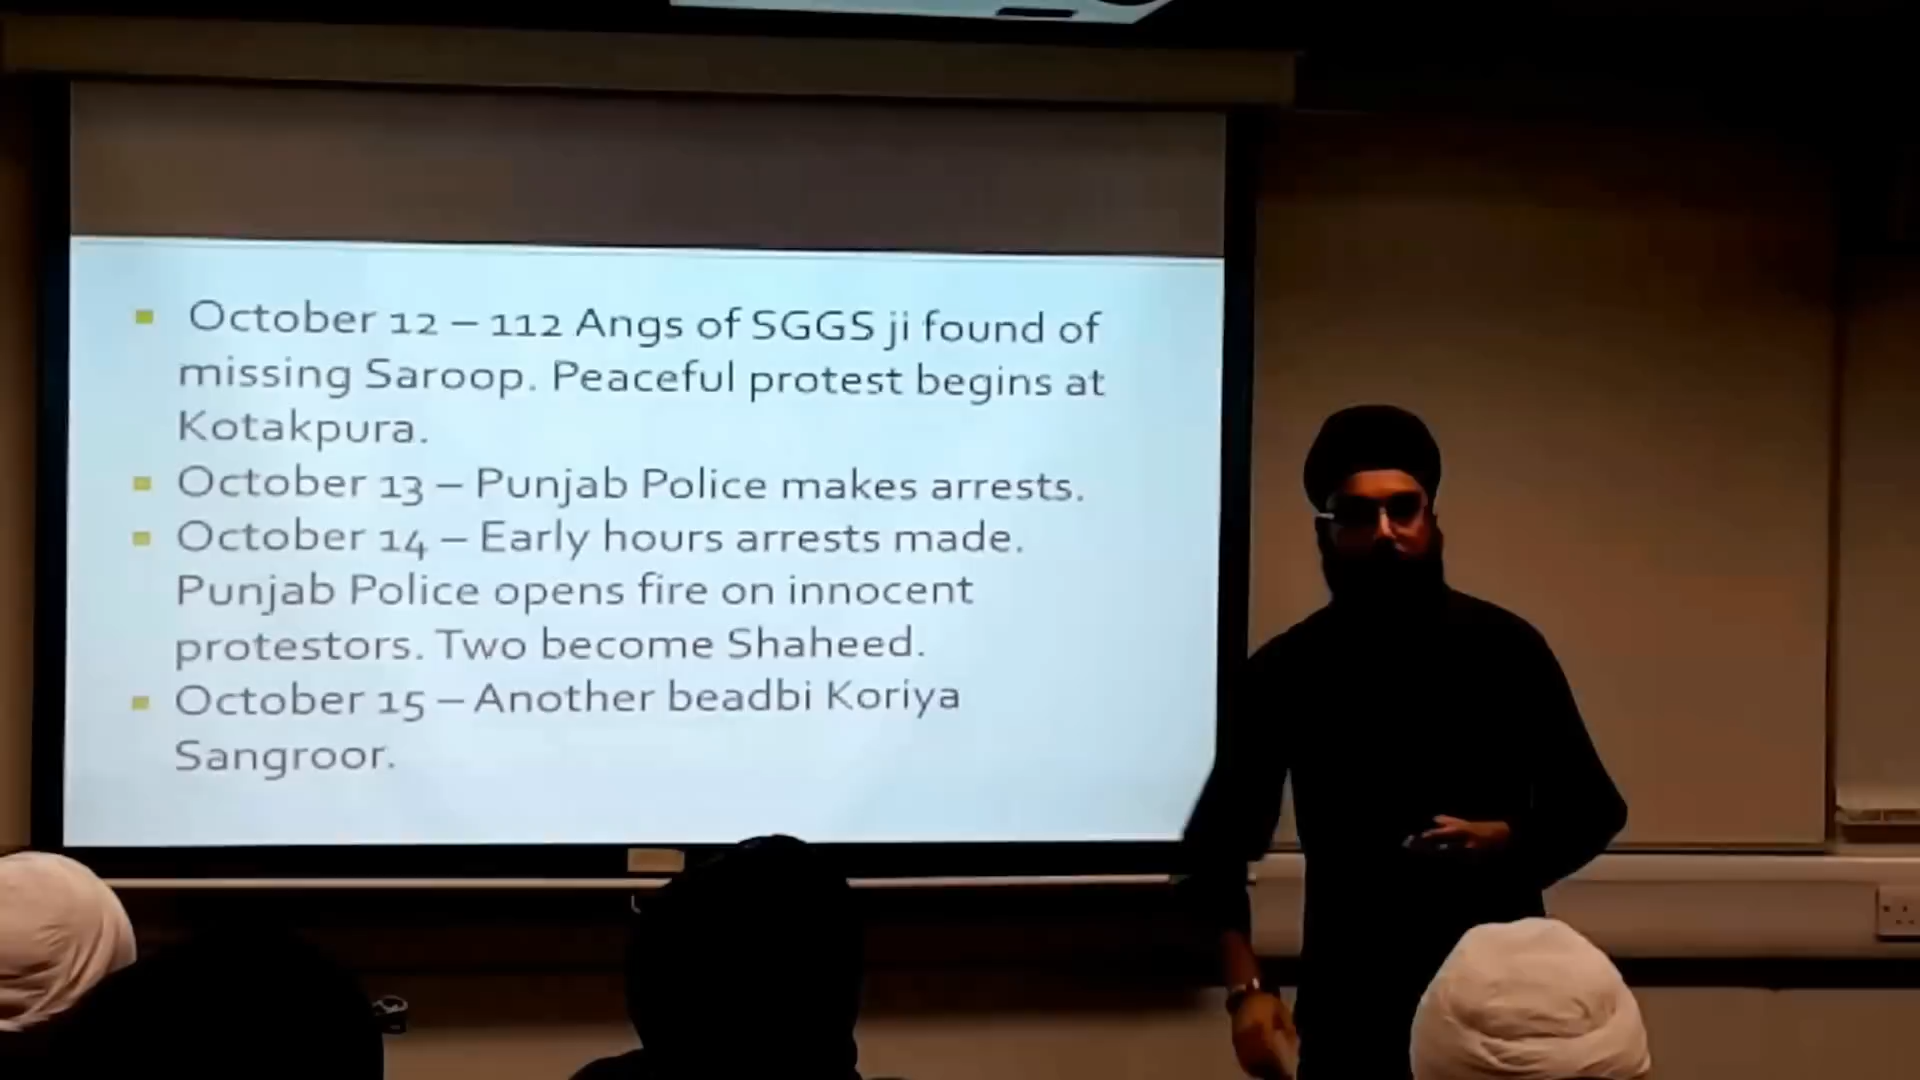 October 12 – 112 Angs of SGGS ji found of
missing Saroop. Peaceful protest begins at
Kotakpura.
October 13 – Punjab Police makes arrests.
October 14 – Early hours arrests made.
Punjab Police opens fire on innocent
protestors. Two become Shaheed.
October 15 – Another beadbi Koriya
Sangroor.